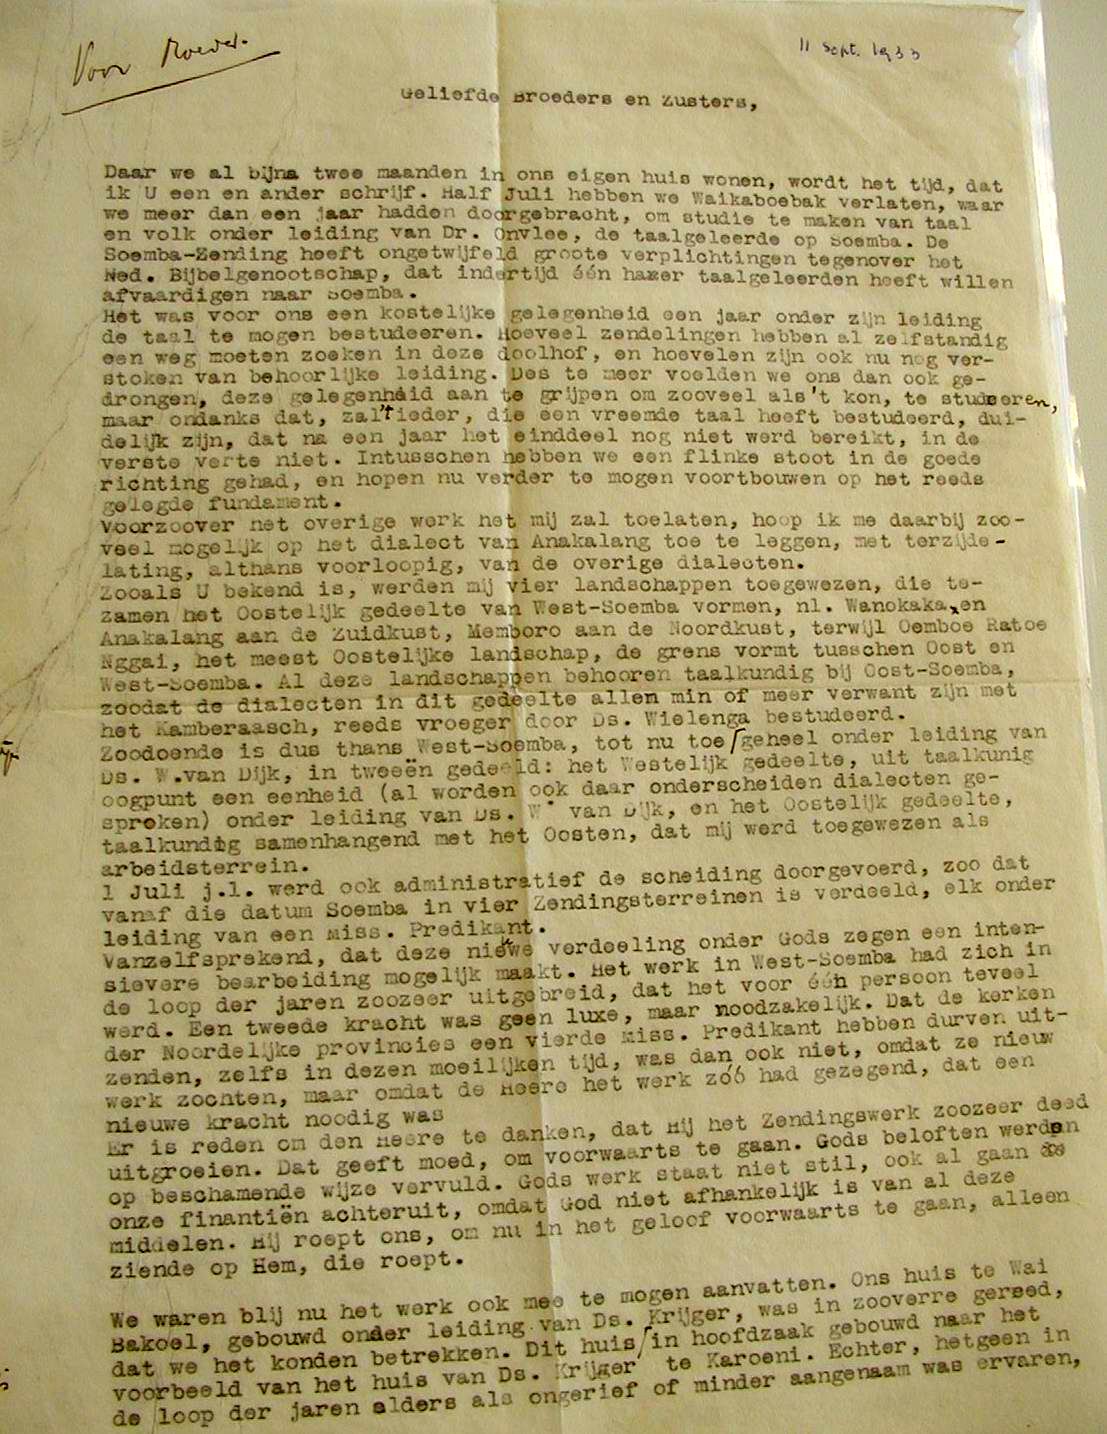 Voor Moeder.
11 Sept. 1933
Geliefde Broeders en Zusters,
Daar we al bijna twee maanden in ons eigen huis wonen, wordt het tijd, dat
ik U een en ander schrijf. Half Juli hebben we Waikaboebak verlaten, waar
we meer dan een jaar hadden doorgebracht, om studie te maken van taal
en volk onder leiding van Dr. Onvlee, de taalgeleerde op Soemba. De
Soemba-Zending heeft ongetwijfeld groote verplichtingen tegenover het
Ned. Bijbelgenootschap, dat indertijd één harer taalgeleerden heeft willen
afvaardigen naar Soemba.
Het was voor ons een kostelijke gelegenheid een jaar onder zijn leiding
de taal te mogen bestudeeren. Hoeveel zendelingen hebben al zelfstandig
een weg moeten zoeken in deze doolhof, en hoevelen zijn ook nu nog ver-
stoken van behoorlijke leiding. Des te meer voelden we ons dan ook ge-
drongen, deze gelegenheid aan te grijpen om zooveel als't kon, te studeeren,
maar ondanks dat, zal 't ieder, die een vreemde taal heeft bestudeerd, dui-
delijk zijn, dat na een jaar het einddeel nog niet werd bereikt, in de
verste verte niet. Intusschen hebben we een flinke stoot in de goede
richting gehad, en hopen nu verder te mogen voortbouwen op het reeds
gelegde fundament.
Voorzoover het overige werk het mij zal toelaten, hoop ik me daarbij zoo-
veel mogelijk op het dialect van Anakalang toe te leggen, met terzijde-
lating, althans voorloopig, van de overige dialecten.
Zooals U bekend is, werden mij vier landschappen toegewezen, die te-
zamen het Oostelijk gedeelte van West-Soemba vormen, nl. Wanokaka en
Anakalang aan de Zuidkust, Memboro aan de Noordkust, terwijl Oemboe Ratoe
Nggai, het meest Oostelijke landschap, de grens vormt tusschen Oost en
West-Soemba. Al deze landschappen behooren taalkundig bij Oost-Soemba,
zoodat de dialecten in dit gedeelte allen min of meer verwant zijn met
het Kamberaasch, reeds vroeger door Ds. Wielenga bestudeerd.
Zoodoende is dus thans West-Soemba, tot nu toe geheel onder leiding van
Ds. W.van Dijk, in tweeën gedeeld: het Westelijk gedeelte, uit taalkunig
oogpunt een eenheid (al worden ook daar onderscheiden dialecten ge-
sproken) onder leiding van Ds. W. van Dijk, en het Oostelijk gedeelte,
taalkundig samenhangend met het Oosten, dat mij werd toegewezen als
arbeidsterrein.
1 Juli j.l. werd ook administratief de scheiding doorgevoerd, zoo dat
vanaf die datum Soemba in vier Zendingsterreinen is verdeeld, elk onder
leiding van een Miss. Predikant.
Vanzelfsprekend, dat deze nieuwe verdeeling onder Gods zegen een inten-
sievere bearbeiding mogelijk maakt. Het werk in West-Soemba had zich in
de loop der jaren zoozeer uitgebreid, dat het voor één persoon teveel
werd. Een tweede kracht was geen luxe, maar noodzakelijk. Dat de kerken
der Noordelijke provincies een vierde Miss. Predikant hebben durven uit-
zenden, zelfs in dezen moeilijken tijd, was dan ook niet, omdat ze nieuw
werk zochten, maar omdat de Heere het werk zóó had gezegend, dat een
nieuwe kracht noodig was
Er is reden om den Heere te danken, dat Hij het Zendingswerk zoozeer deed
uitgroeien. Dat geeft moed, om voorwaarts te gaan. Gods beloften werden
op beschamende wijze vervuld. Gods werk staat niet stil, ook al gaan
onze finantiën achteruit, omdat God niet afhankelijk is van al deze
middelen. Hij roept ons, om nu in het geloof voorwaarts te gaan, alleen
ziende op Hem, die roept.
We waren blij nu het werk ook mee te mogen aanvatten. Ons huis te Wai
Bakoel, gebouwd onder leiding van Ds. Krijger, was in zooverre gereed,
dat we het konden betrekken. Dit huis in hoofdzaak gebouwd naar het
voorbeeld van het huis van Ds. Krijger te Karoeni. Echter, hetgeen in
de loop der jaren elders als ongerief of minder aangenaam was ervaren,